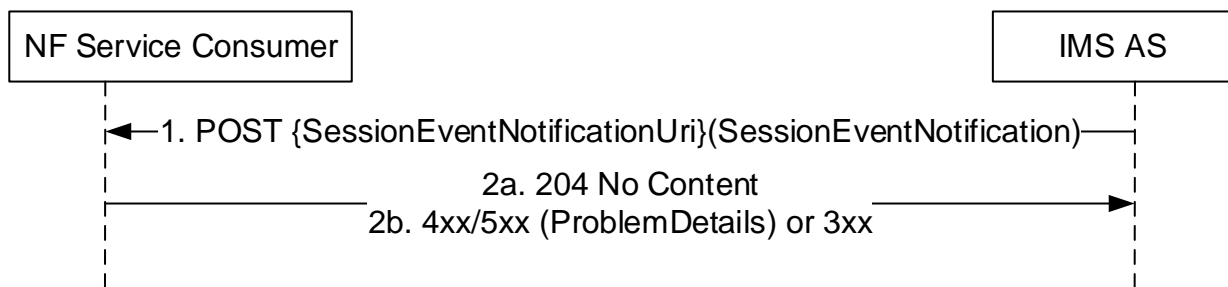 NF Service Consumer
IMS AS
1. POST {SessionEventNotificationUri}(SessionEventNotification)
2a. 204 No Content
2b. 4xx/5xx (ProblemDetails) or 3xx